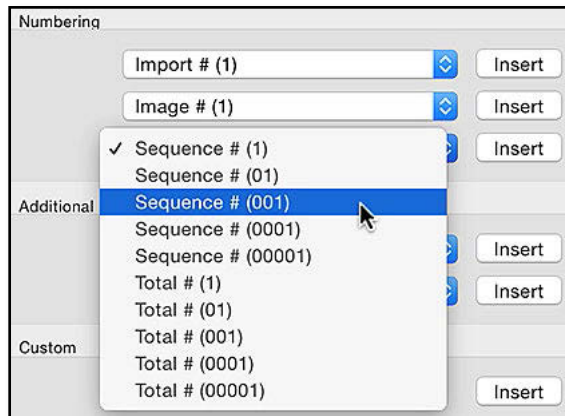 Numbering
Import # (1) Insert
Image # (1) Insert
✓ Sequence # (1) Insert
Sequence # (01)
Sequence # (001)
Additional
Sequence # (0001)
Insert
Sequence # (00001)
Total # (1) Insert
Total # (01)
Total # (001)
Custom
Total # (0001)
Total # (00001) Insert